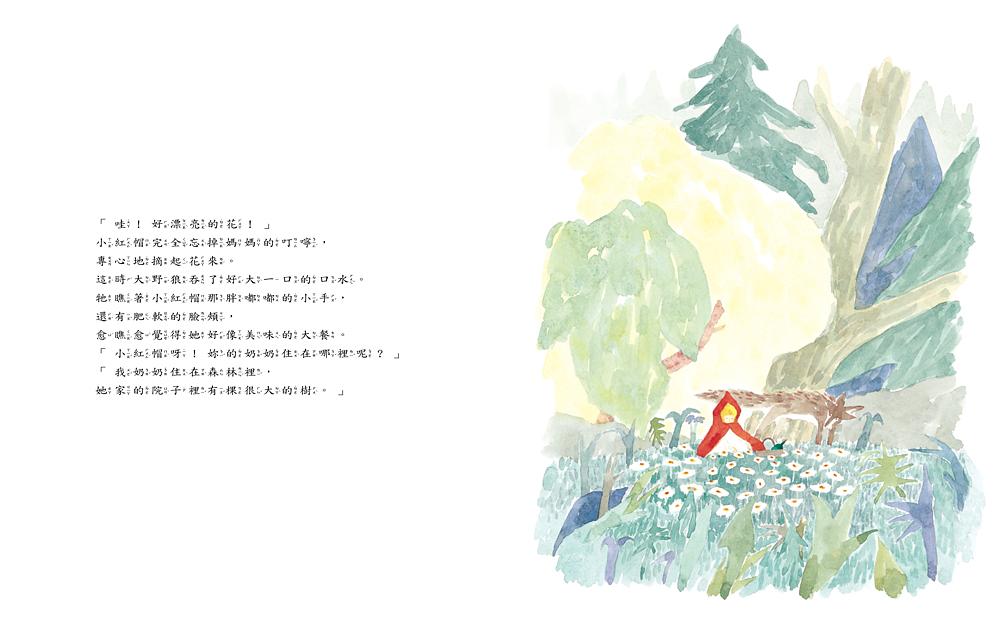 「 哇！ 好漂亮的花！ 」
小紅帽完全忘掉媽媽的叮嚀，
專心地摘起花來。
這時大野狼吞了好大一口的口水。
牠瞧著小紅帽那胖嘟嘟的小手，
還有肥軟的臉頰，
愈瞧愈覺得她好像美味的大餐。
「 小紅帽呀！ 妳的奶奶住在哪裡呢？ 」
「 我奶奶住在森林裡，
她家的院子裡有棵很大的樹。 」